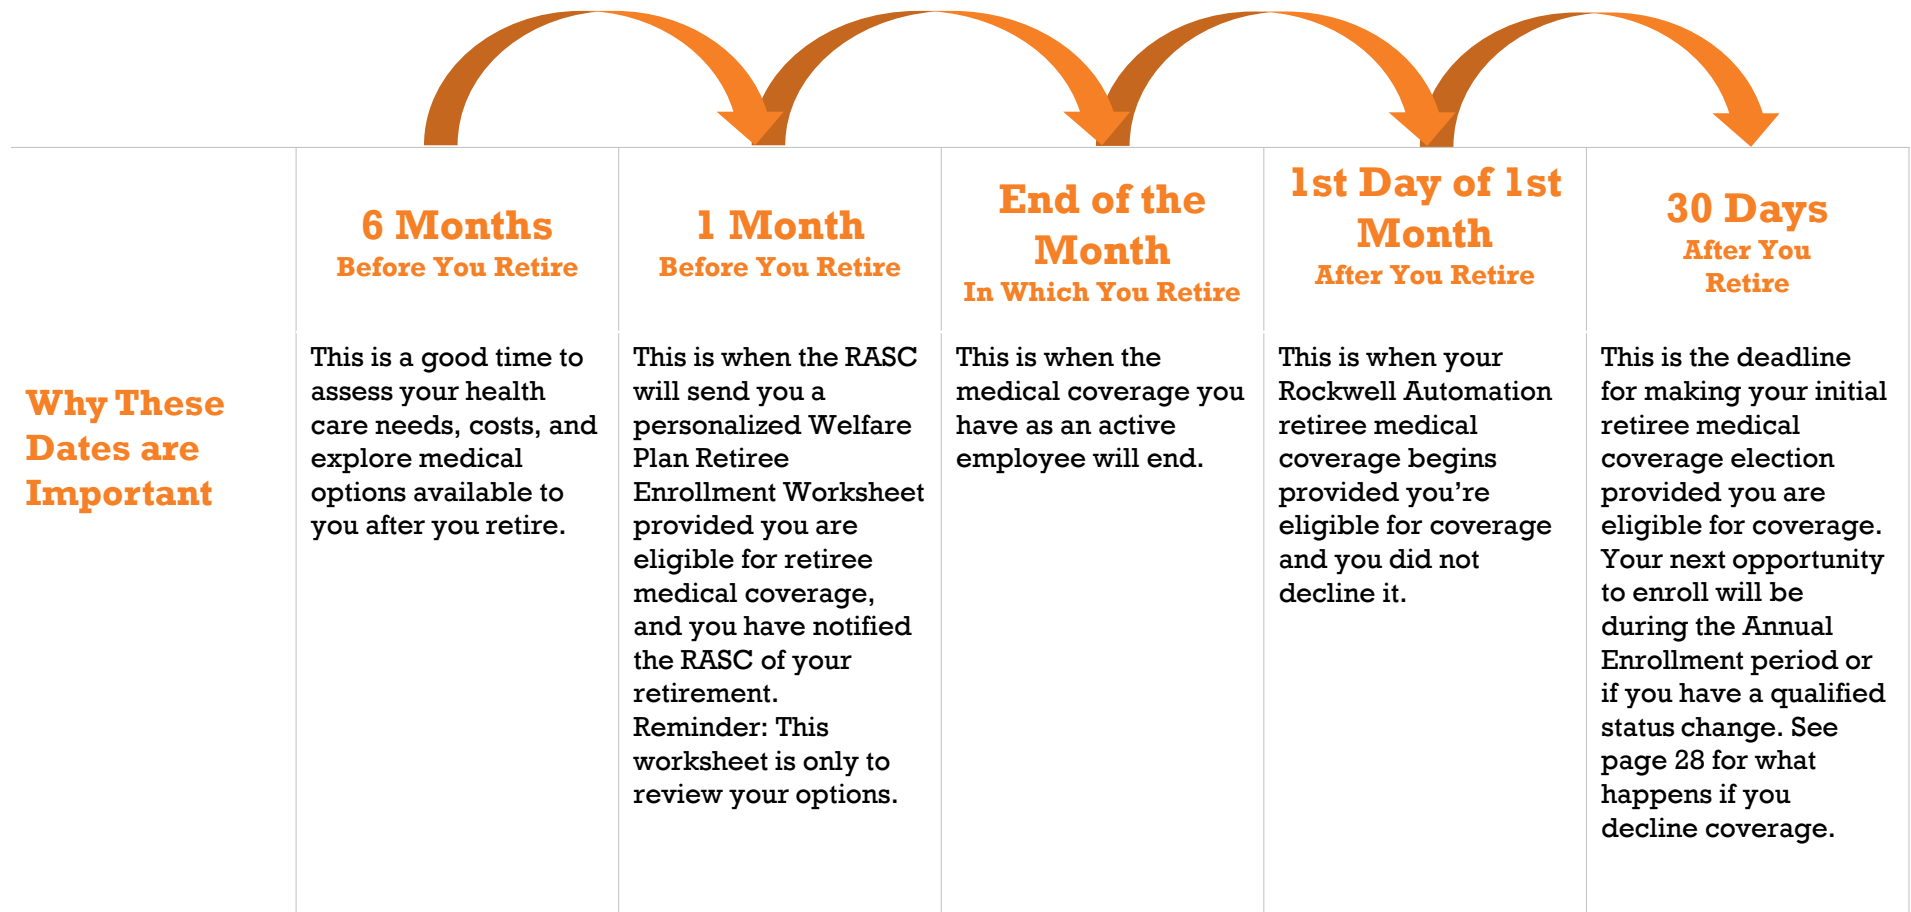 6 Months
Before You Retire
1 Month
Before You Retire
End of the
Month
In Which You Retire
1st Day of 1st
Month
After You Retire
30 Days
After You
Retire
Why These
Dates are
Important
This is a good time to
assess your health
care needs, costs, and
explore medical
options available to
you after you retire.
This is when the RASC
will send you a
personalized Welfare
Plan Retiree
Enrollment Worksheet
provided you are
eligible for retiree
medical coverage,
and you have notified
the RASC of your
retirement.
Reminder: This
worksheet is only to
review your options.
This is when the
medical coverage you
have as an active
employee will end.
This is when your
Rockwell Automation
retiree medical
coverage begins
provided you’re
eligible for coverage
and you did not
decline it.
This is the deadline
for making your initial
retiree medical
coverage election
provided you are
eligible for coverage.
Your next opportunity
to enroll will be
during the Annual
Enrollment period or
if you have a qualified
status change. See
page 28 for what
happens if you
decline coverage.